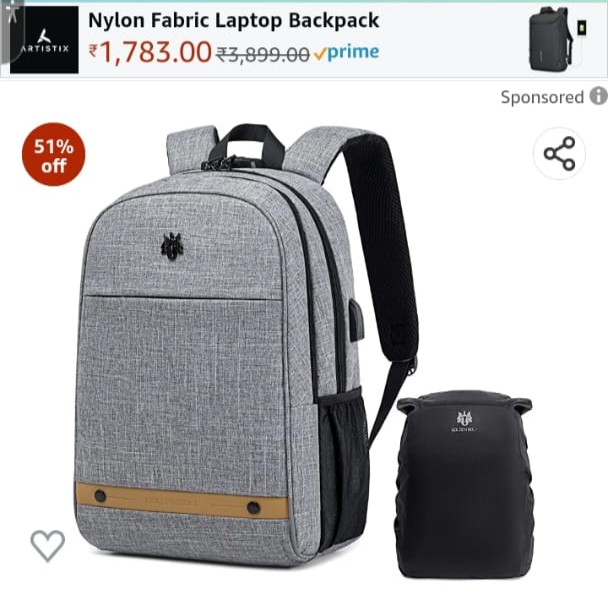 Nylon Fabric Laptop Backpack
ARTISTIX
₹1,783.00 ₹3,899.00 prime
Sponsored
51%
off